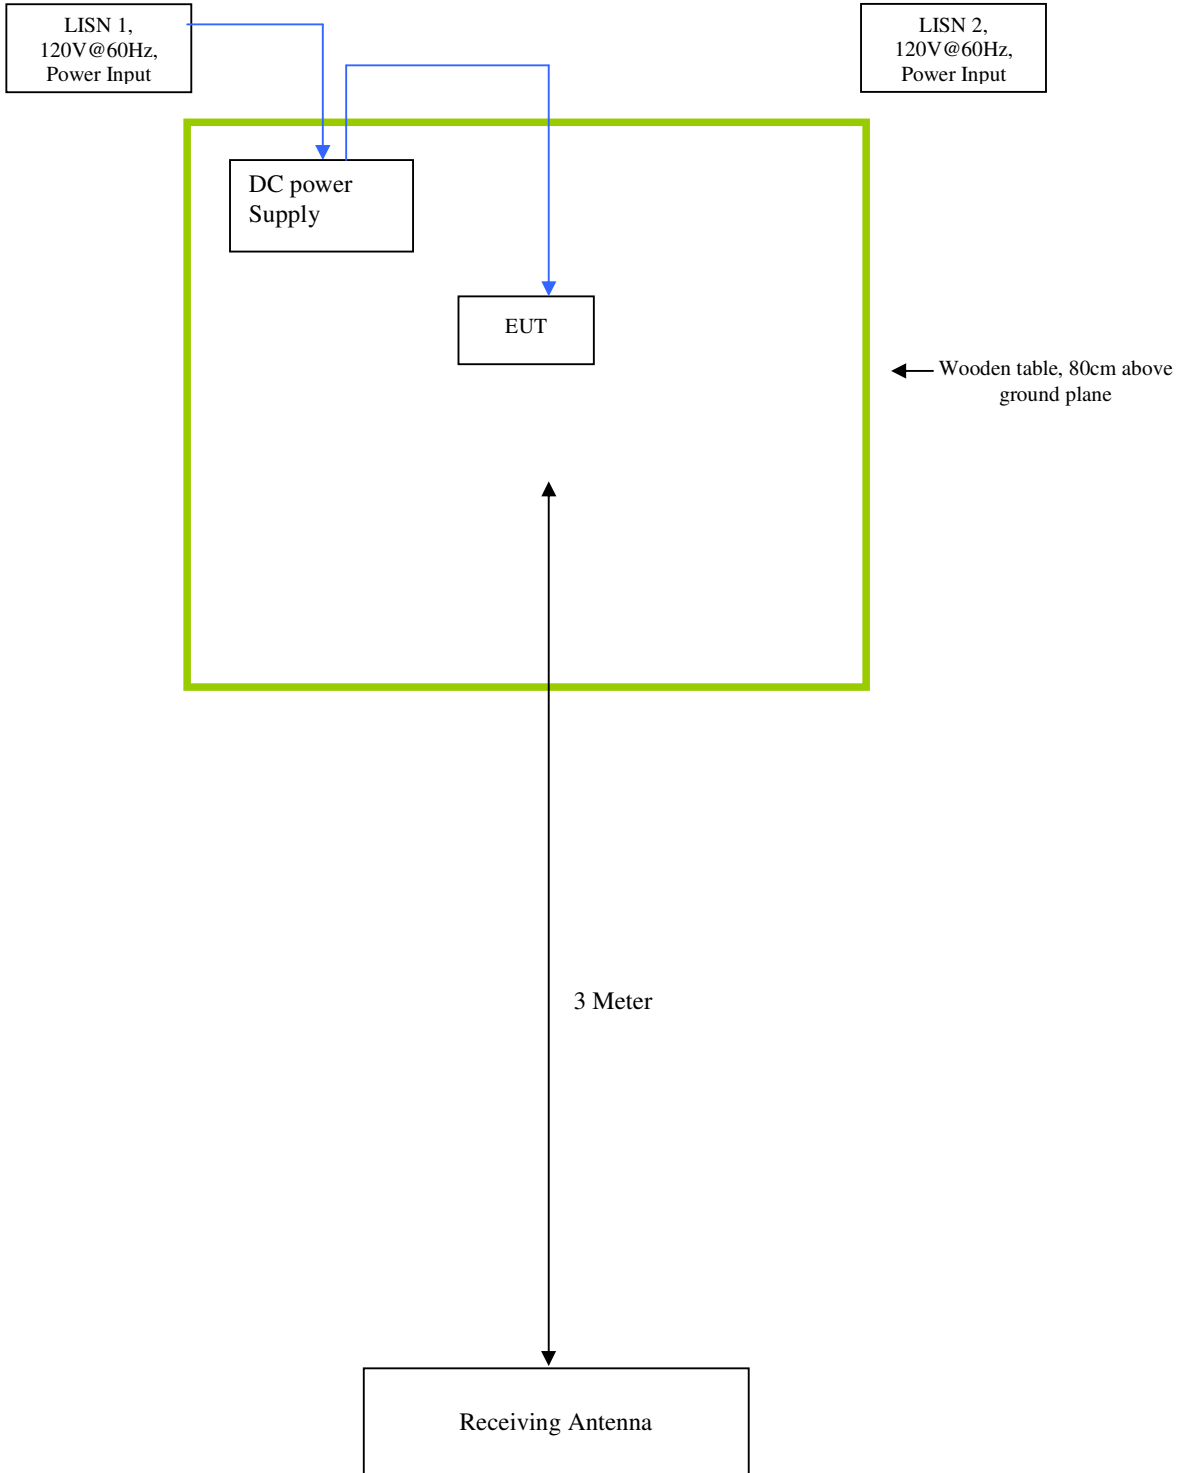 LISN 1,
120V@60Hz,
Power Input
LISN 2,
120V@60Hz,
Power Input
DC power
Supply
EUT
Wooden table, 80cm above
ground plane
3 Meter
Receiving Antenna